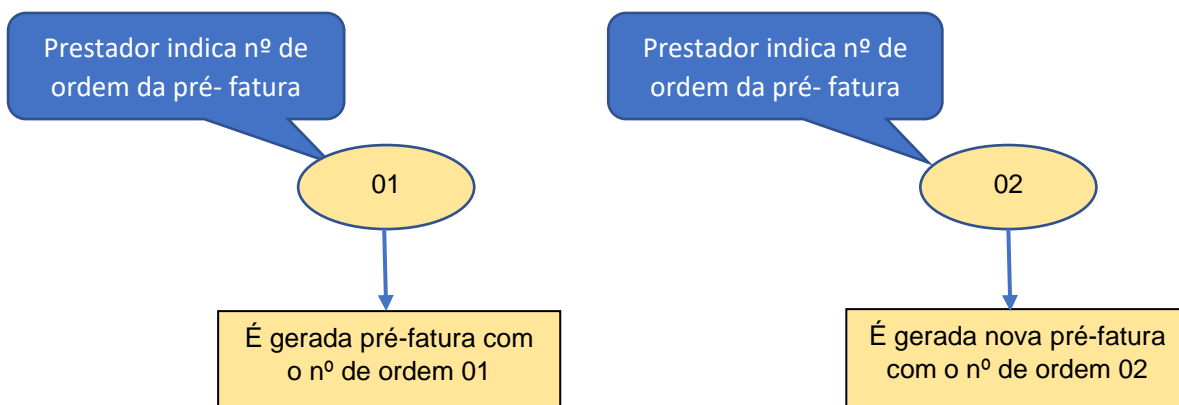 Prestador indica nº de
ordem da pré- fatura
01
É gerada pré-fatura com
o nº de ordem 01
Prestador indica nº de
ordem da pré- fatura
02
É gerada nova pré-fatura
com o nº de ordem 02